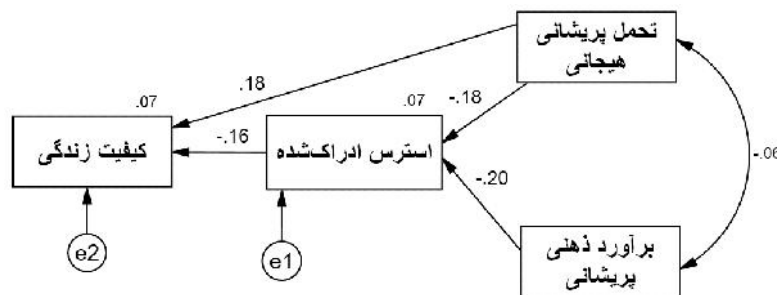 تحمل پریشانی
هیجانی
.18
.07
-.18
.07
کیفیت زندگی
-.16
استرس ادراک‌شده
-.06
-.20
e2
e1
برآورد ذهنی
پریشانی